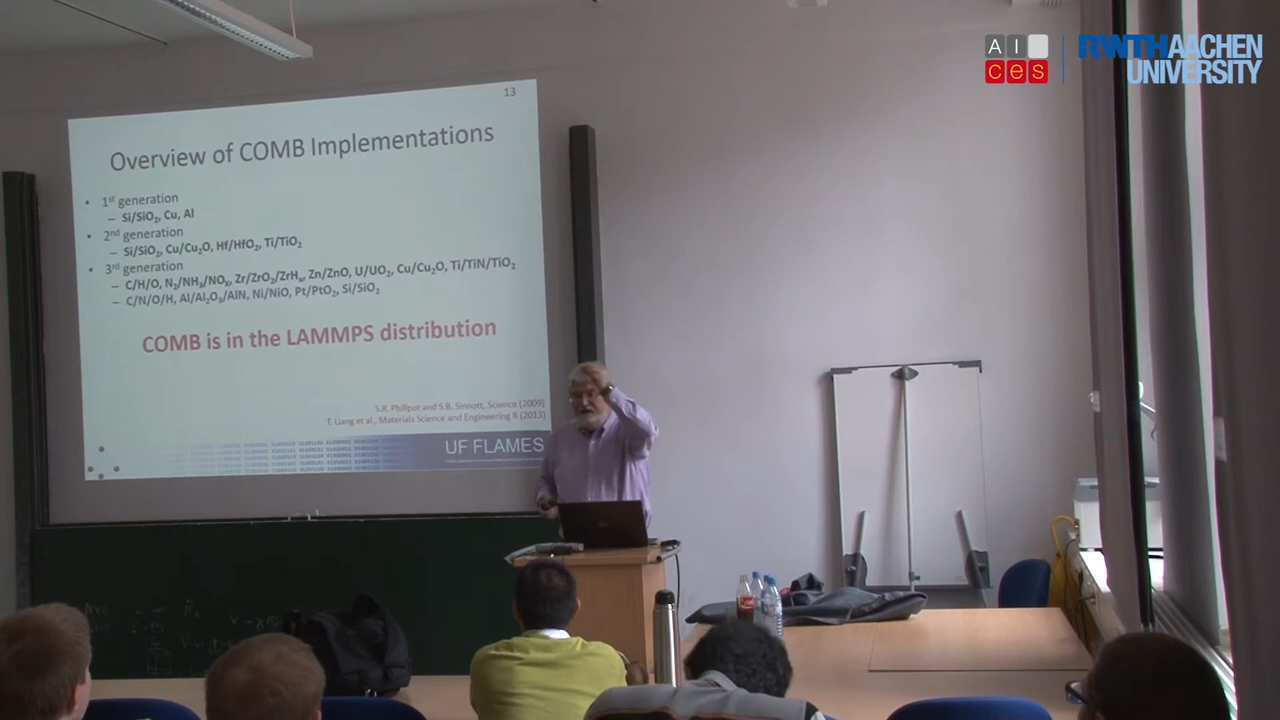 13
Overview of COMB Implementations
• 1st generation
– Si/SiO2, Cu, Al
• 2nd generation
– Si/SiO2, Cu/Cu2O, Hf/HfO2, Ti/TiO2
• 3rd generation
– C/H/O, N2/NH3/NOx, Zr/ZrO2/ZrHx, Zn/ZnO, U/UO2, Cu/Cu2O, Ti/TiN/TiO2
– C/N/O/H, Al/Al2O3/AlN, Ni/NiO, Pt/PtO2, Si/SiO2
COMB is in the LAMMPS distribution
S.R. Phillpot and S.B. Sinnott, Science (2009)
T. Liang et al., Materials Science and Engineering R (2013)
UF FLAMES
AI
ces
RWTHAACHEN
UNIVERSITY